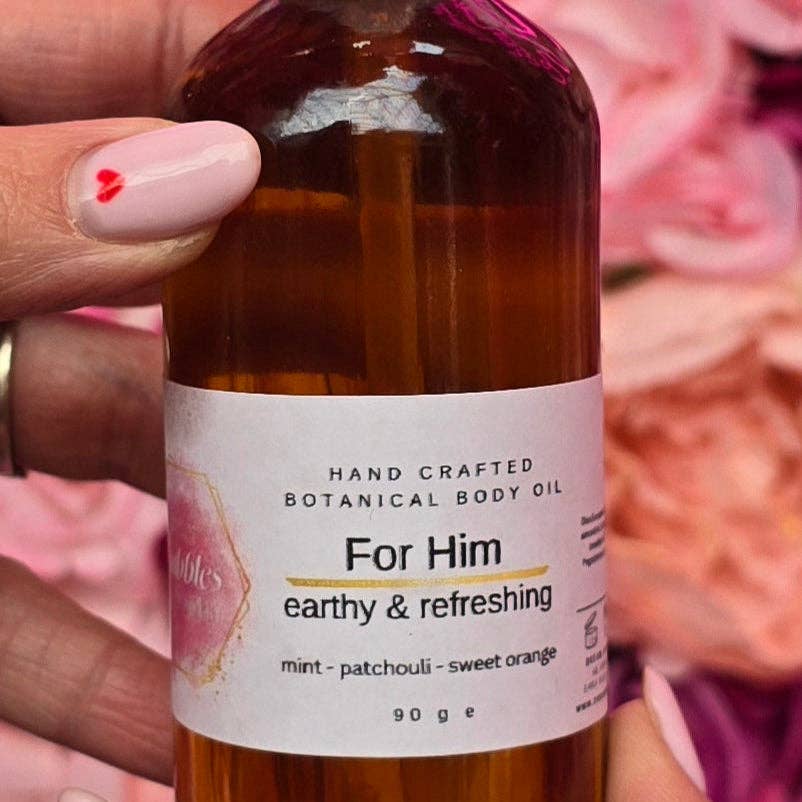 HAND CRAFTED
BOTANICAL BODY OIL
For Him
earthy & refreshing
mint - patchouli - sweet orange
90 g e